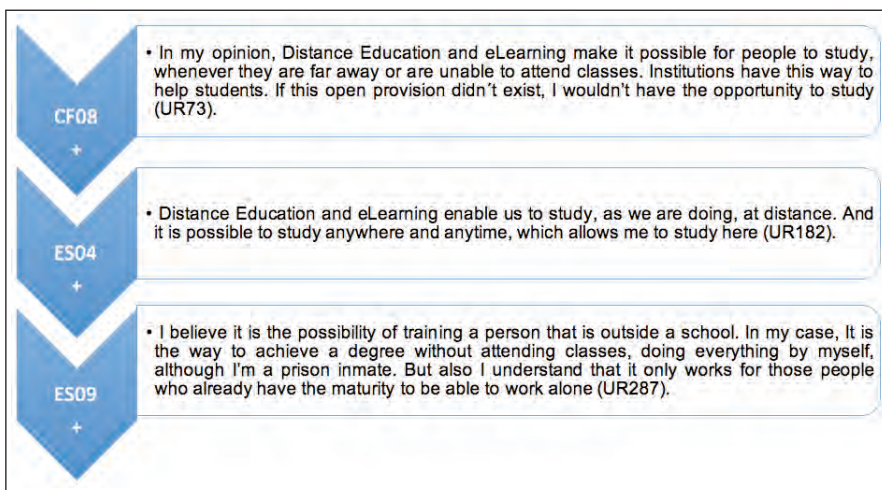 • In my opinion, Distance Education and eLearning make it possible for people to study,
whenever they are far away or are unable to attend classes. Institutions have this way to
help students. If this open provision didn´t exist, I wouldn't have the opportunity to study
(UR73).
CF08
+
• Distance Education and eLearning enable us to study, as we are doing, at distance. And
it is possible to study anywhere and anytime, which allows me to study here (UR182).
ES04
+
• I believe it is the possibility of training a person that is outside a school. In my case, It is
the way to achieve a degree without attending classes, doing everything by myself,
although I'm a prison inmate. But also I understand that it only works for those people
who already have the maturity to be able to work alone (UR287).
ES09
+